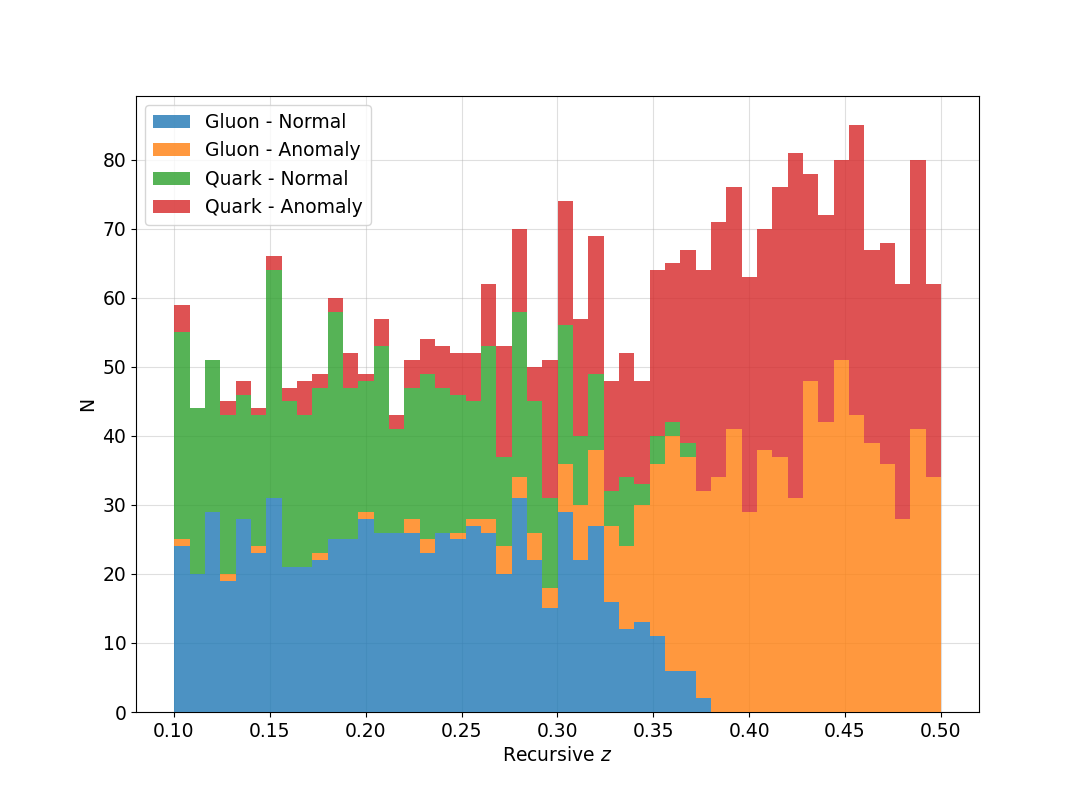 Gluon - Normal
Gluon - Anomaly
Quark - Normal
Quark - Anomaly
80
70
60
50
40
30
20
10
0
N
0.10 0.15 0.20 0.25 0.30 0.35 0.40 0.45 0.50
Recursive z